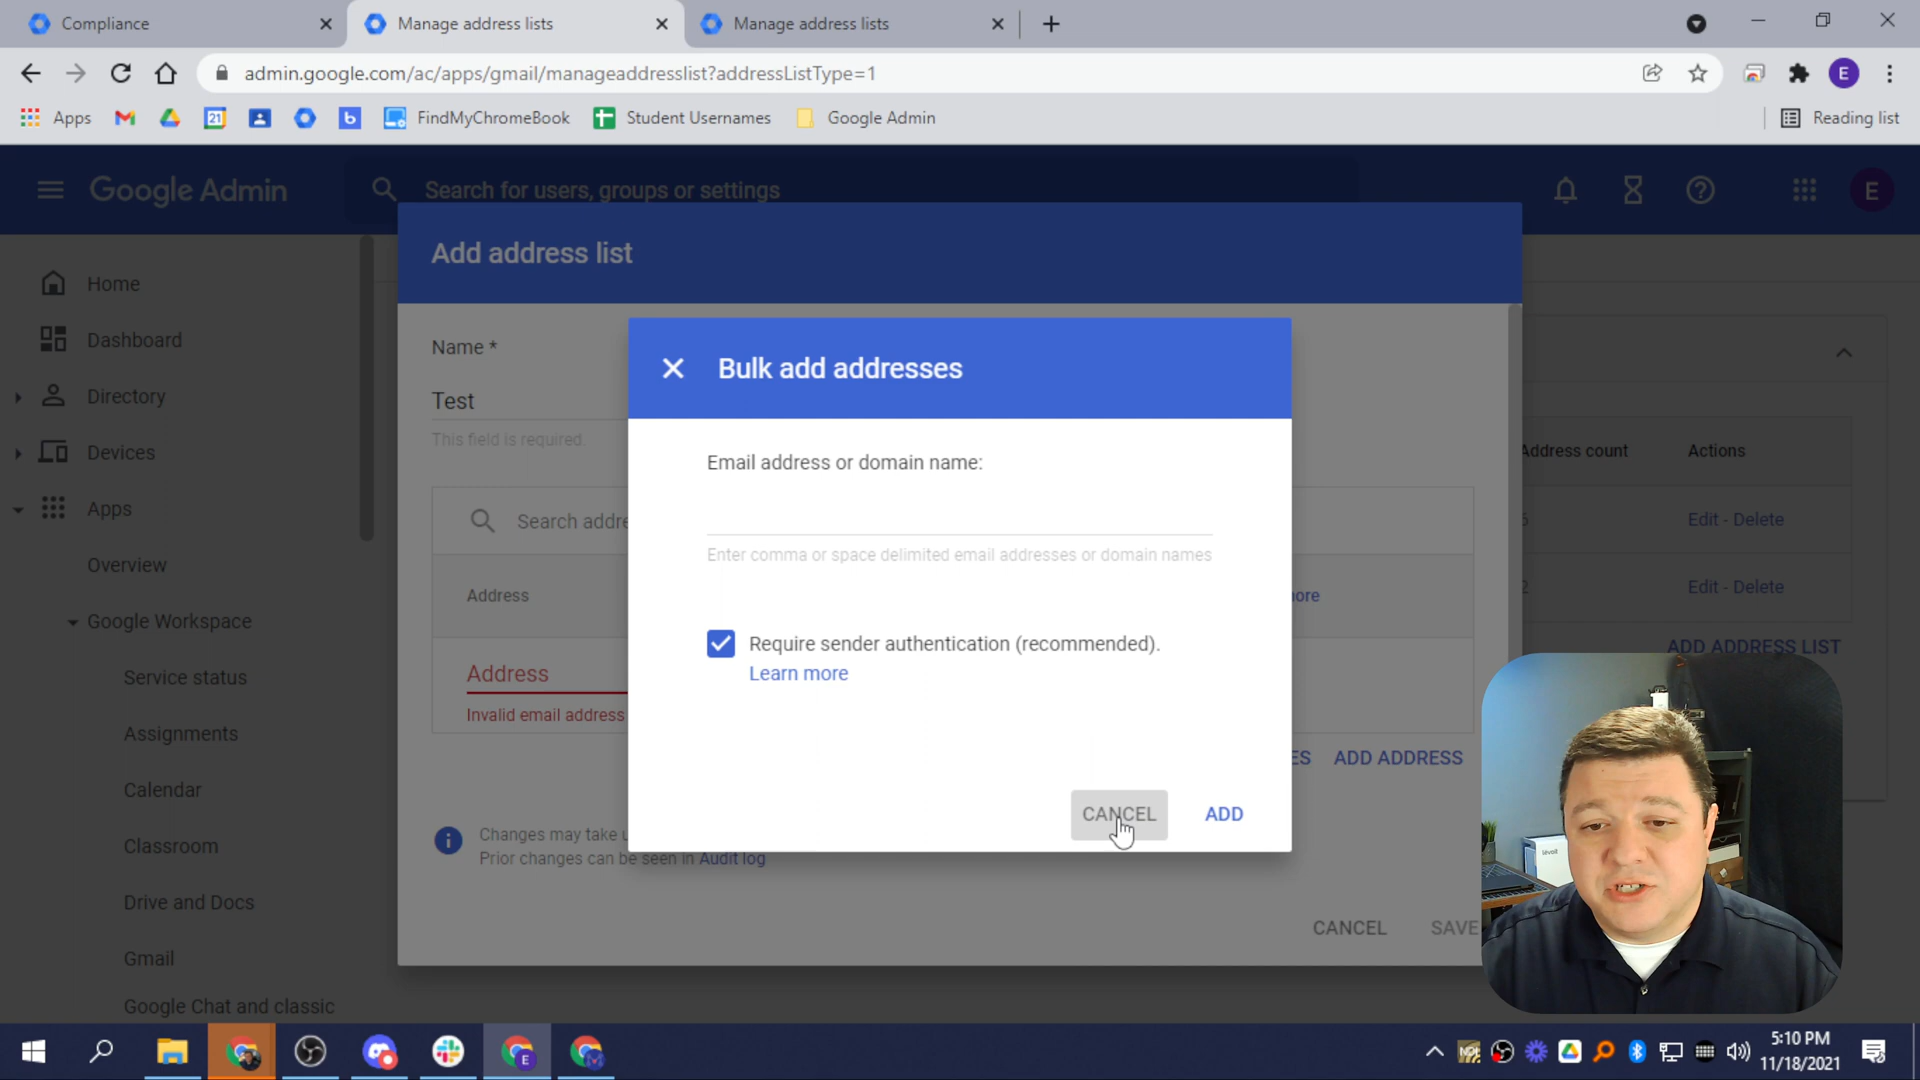 Compliance
Manage address lists
Manage address lists
admin.google.com/ac/apps/gmail/manageaddresslist?addressListType=1
E
Apps
21
b
FindMyChromeBook
Student Usernames
Google Admin
Reading list
Google Admin
Search for users, groups or settings
E
Home
Dashboard
Directory
Devices
Apps
Overview
Google Workspace
Service status
Assignments
Calendar
Classroom
Drive and Docs
Gmail
Google Chat and classic
Add address list
Name *
Test
This field is required.
Search addre
Address
ore
Address
Invalid email address
ES
ADD ADDRESS
Changes may take u
Prior changes can be seen in Audit log
CANCEL
SAVE
Bulk add addresses
Email address or domain name:
Enter comma or space delimited email addresses or domain names
Require sender authentication (recommended).
Learn more
CANCEL
ADD
Address count
Actions
6
Edit - Delete
2
Edit - Delete
ADD ADDRESS LIST
levoit
E
5:10 PM
11/18/2021